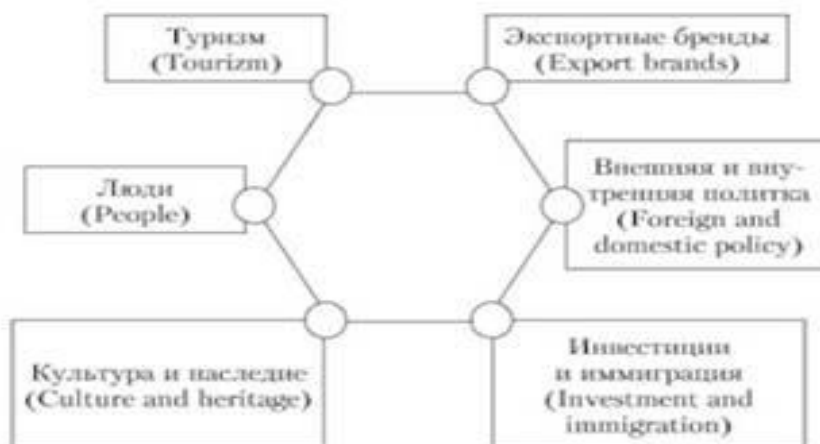 Туризм
(Tourizm)
Экспортные бренды
(Export brands)
Люди
(People)
Внешняя и вну-
тренняя политка
(Foreign and
domestic policy)
Культура и наследие
(Culture and heritage)
Инвестиции
и иммиграция
(Investment and
immigration)